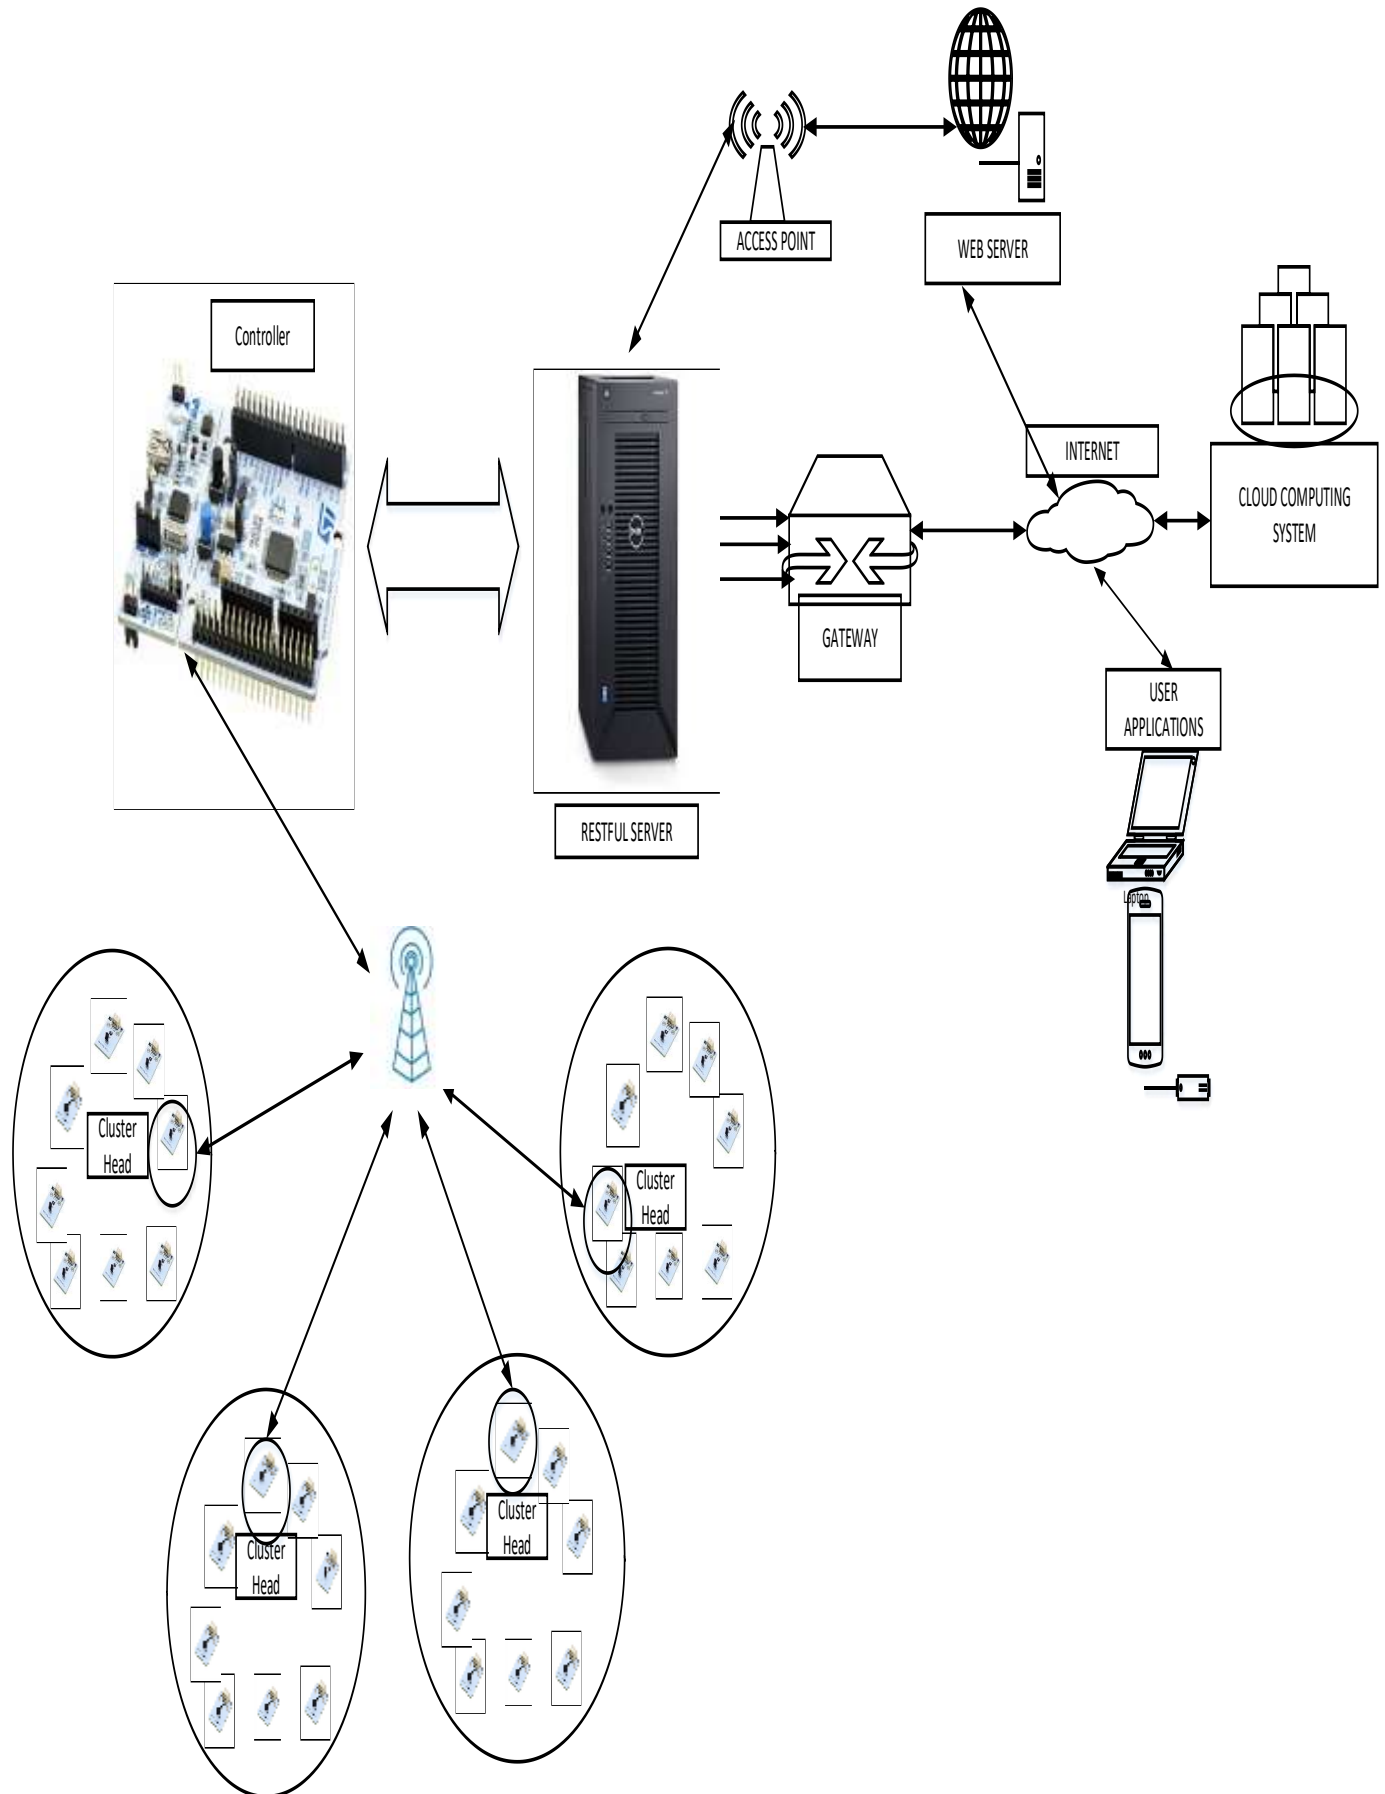 ACCESS POINT
WEB SERVER
Controller
INTERNET
CLOUD COMPUTING
SYSTEM
GATEWAY
USER
APPLICATIONS
RESTFUL SERVER
Laptop
Cluster
Head
Cluster
Head
Cluster
Head
Cluster
Head